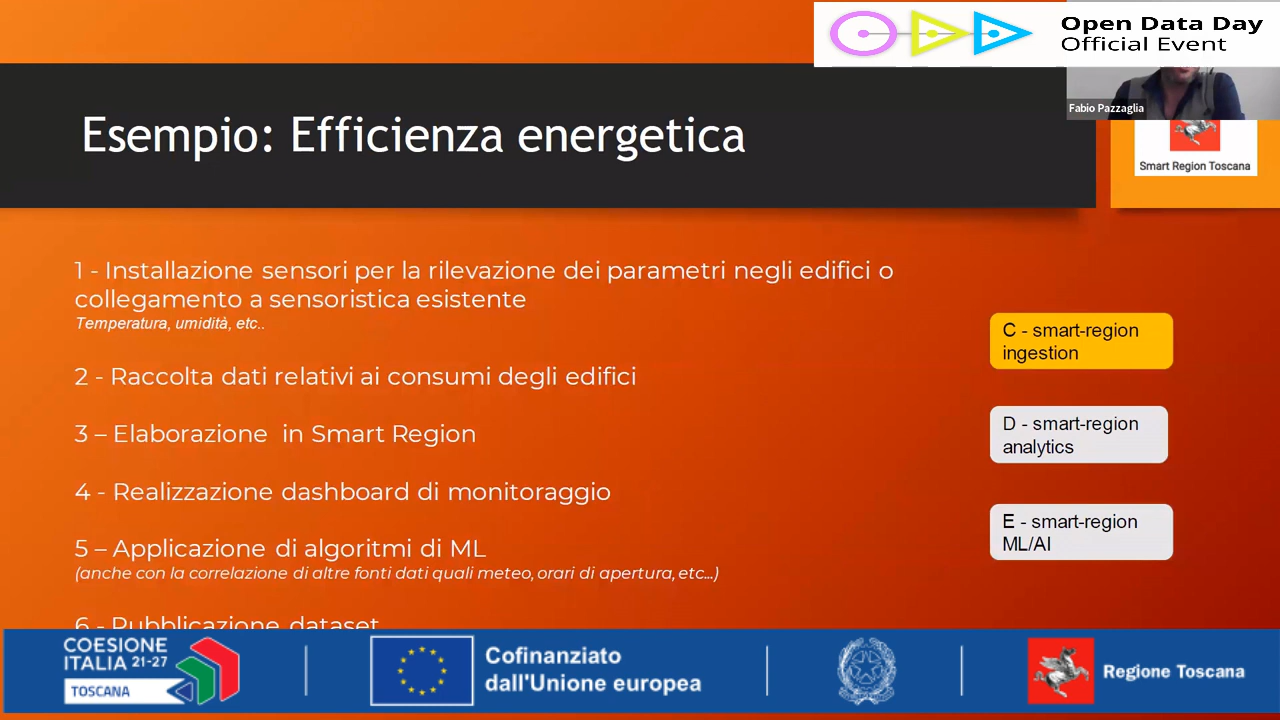 Open Data Day
Official Event
Fabio Pazzaglia
Esempio: Efficienza energetica
Smart Region Toscana
1 - Installazione sensori per la rilevazione dei parametri negli edifici o
collegamento a sensoristica esistente
Temperatura, umidità, etc..
2 - Raccolta dati relativi ai consumi degli edifici
3 – Elaborazione  in Smart Region
4 - Realizzazione dashboard di monitoraggio
5 – Applicazione di algoritmi di ML
(anche con la correlazione di altre fonti dati quali meteo, orari di apertura, etc...)
6 - Pubblicazione dataset
C - smart-region
ingestion
D - smart-region
analytics
E - smart-region
ML/AI
COESIONE
ITALIA 21-27
TOSCANA
Cofinanziato
dall'Unione europea
Regione Toscana